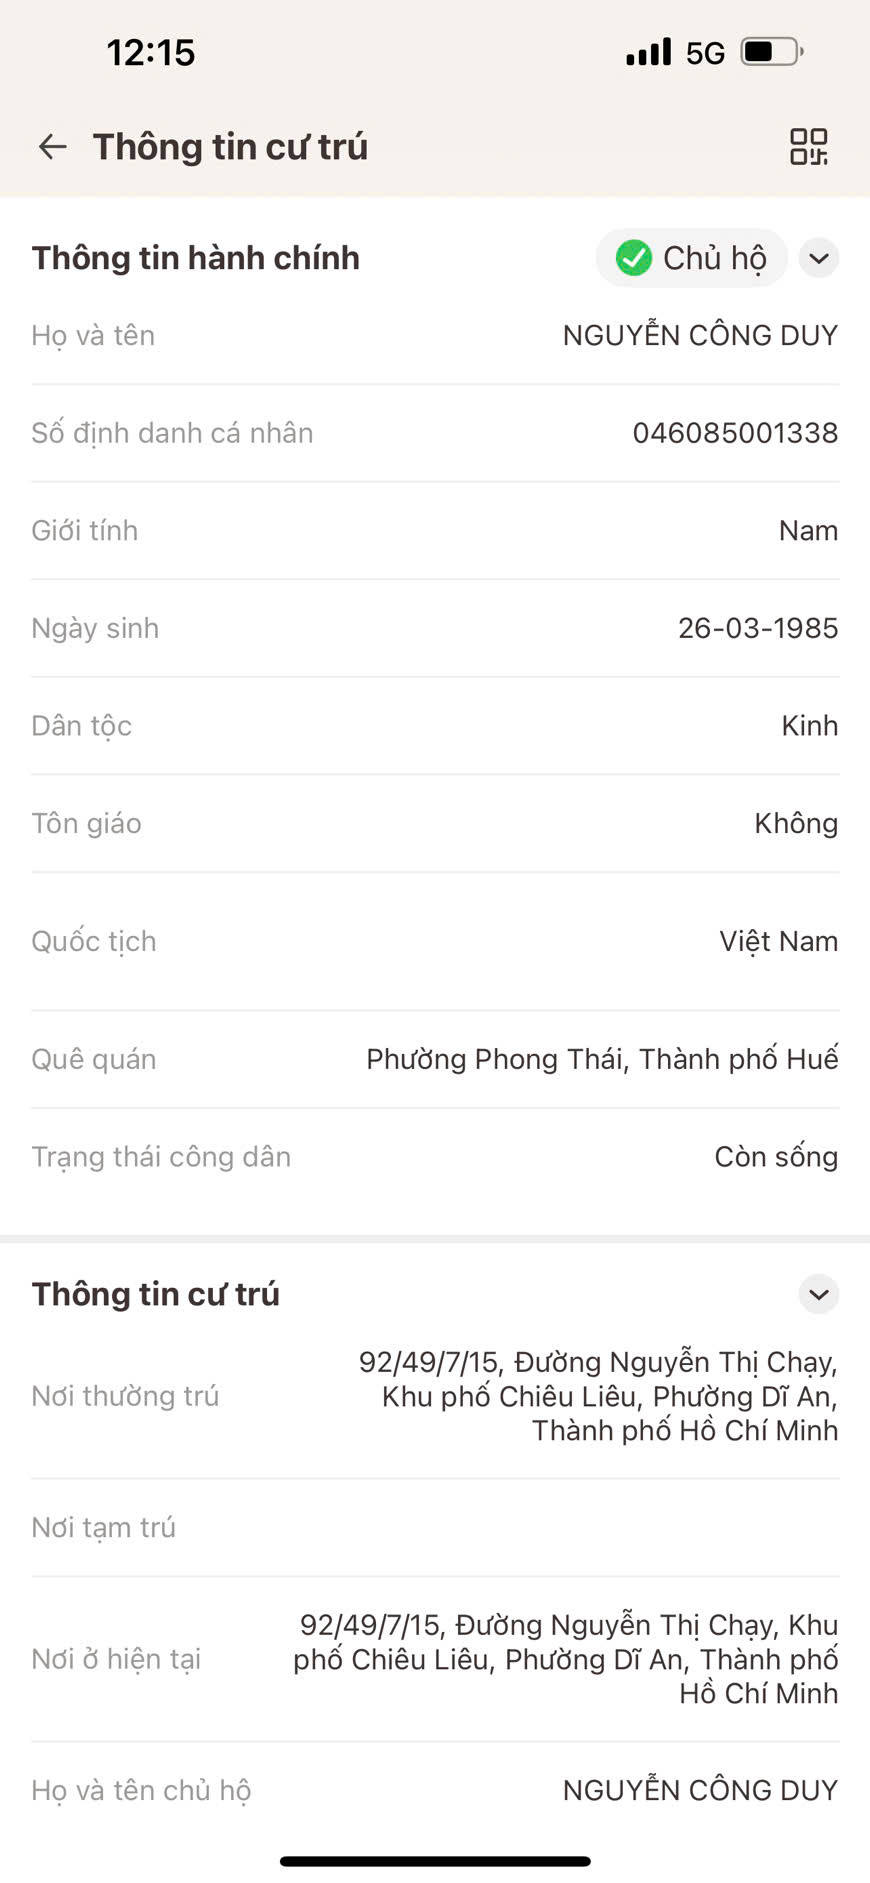 12:15
5G
Thông tin cư trú
Thông tin hành chính
Chủ hộ
Họ và tên
NGUYỄN CÔNG DUY
Số định danh cá nhân
046085001338
Giới tính
Nam
Ngày sinh
26-03-1985
Dân tộc
Kinh
Tôn giáo
Không
Quốc tịch
Việt Nam
Quê quán
Phường Phong Thái, Thành phố Huế
Trạng thái công dân
Còn sống
Thông tin cư trú
Nơi thường trú
92/49/7/15, Đường Nguyễn Thị Chạy,
Khu phố Chiêu Liêu, Phường Dĩ An,
Thành phố Hồ Chí Minh
Nơi tạm trú
Nơi ở hiện tại
92/49/7/15, Đường Nguyễn Thị Chạy, Khu
phố Chiêu Liêu, Phường Dĩ An, Thành phố
Hồ Chí Minh
Họ và tên chủ hộ
NGUYỄN CÔNG DUY